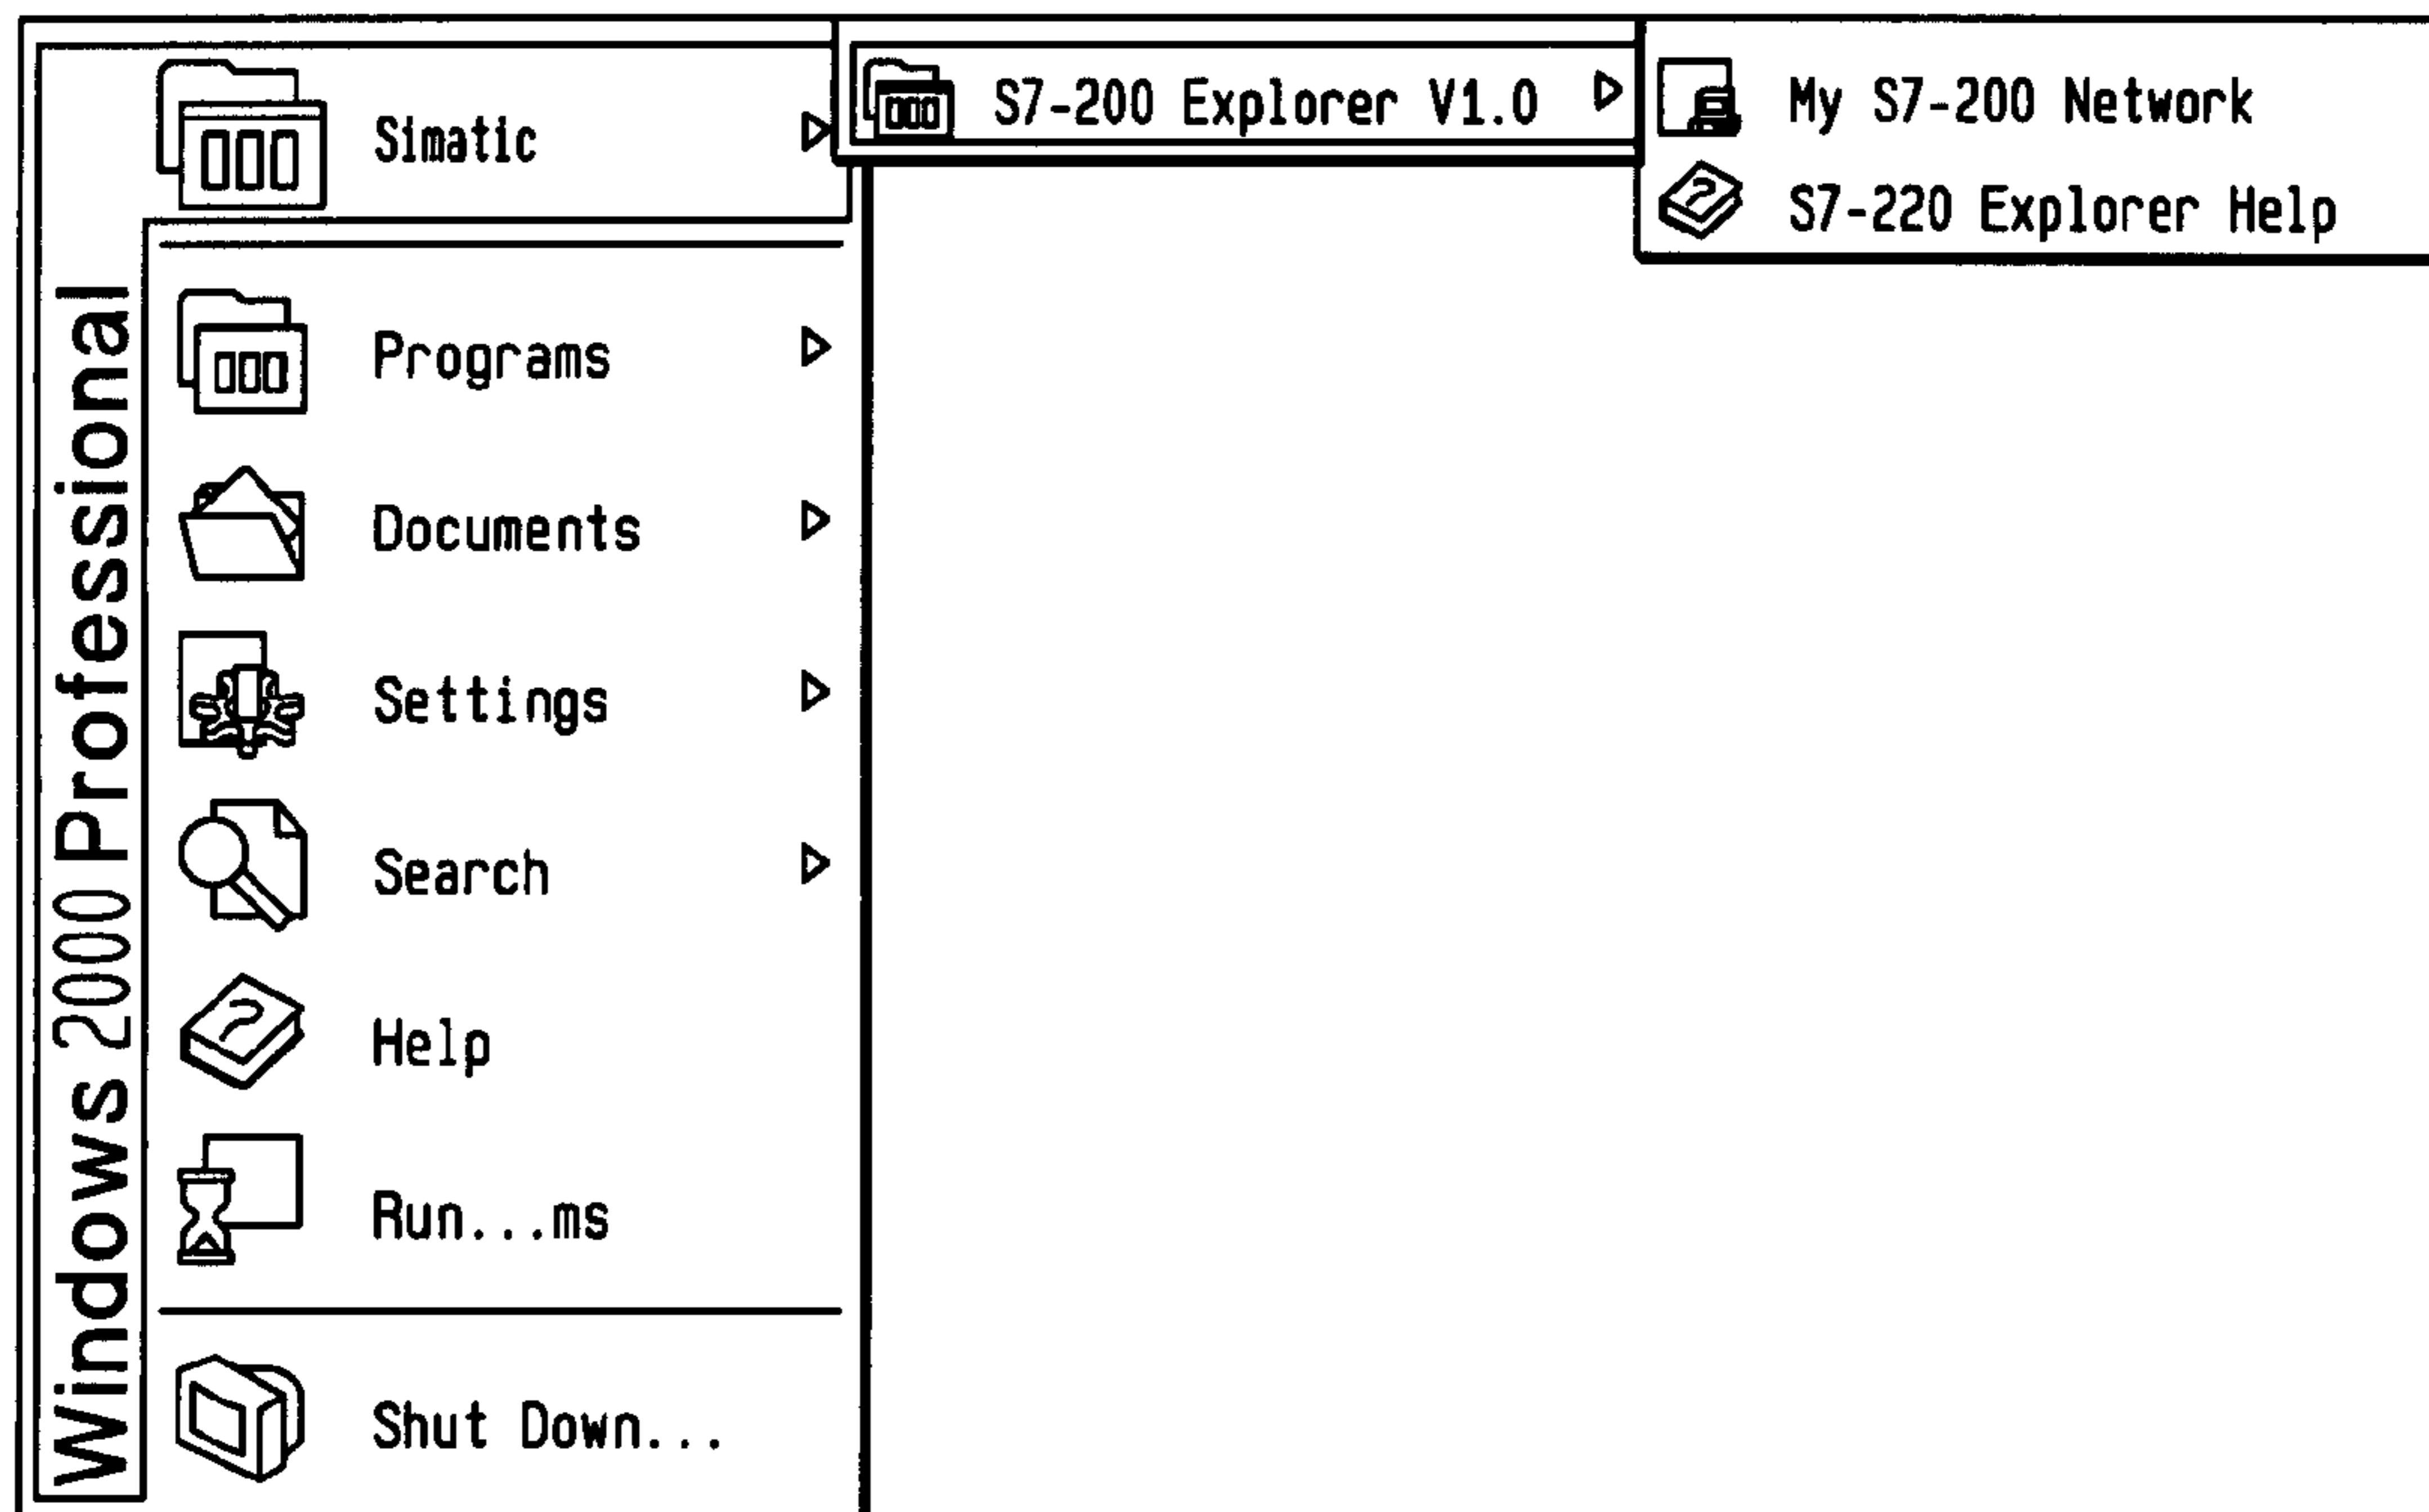 Simatic
S7-200 Explorer V1.0
My S7-200 Network
S7-220 Explorer Help
Programs
Documents
Settings
Search
Help
Run...ms
Shut Down...
Windows 2000 Professional